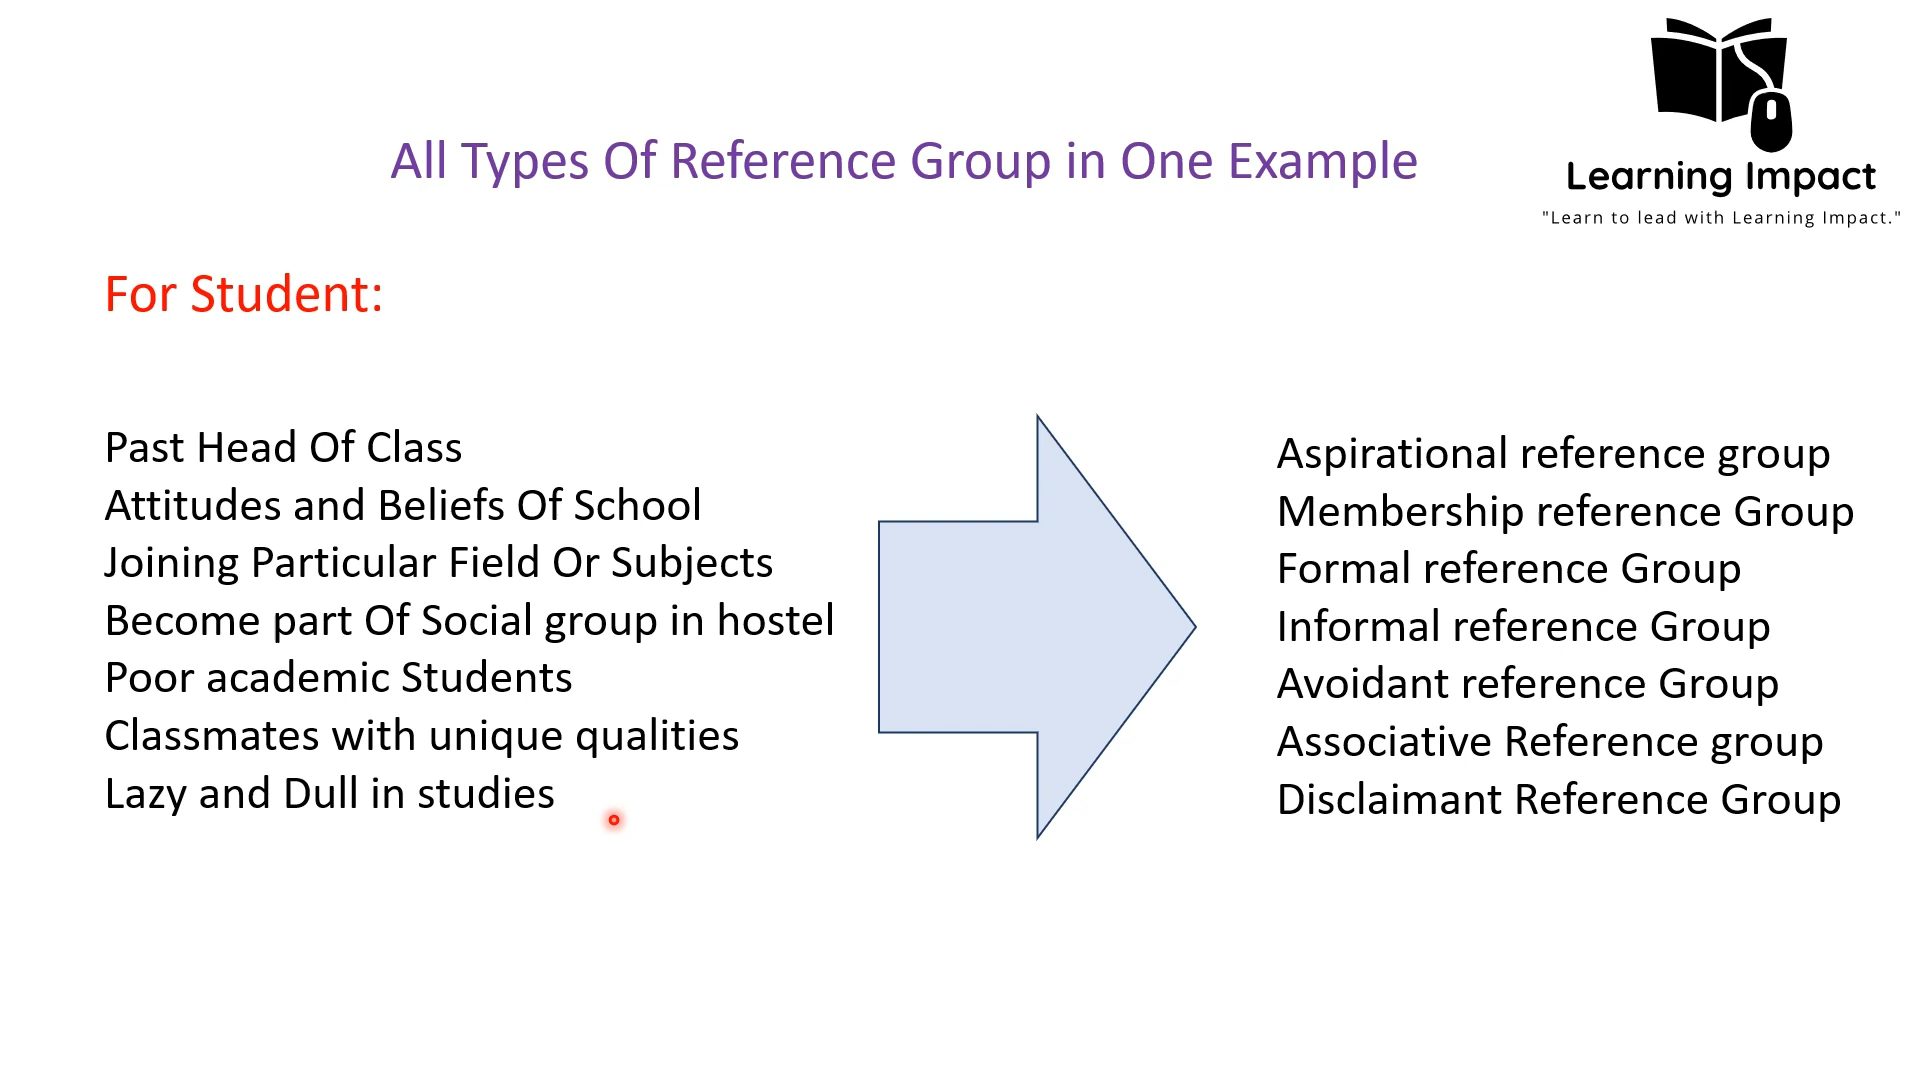 Learning Impact
"Learn to lead with Learning Impact."
All Types Of Reference Group in One Example
For Student:
Past Head Of Class
Attitudes and Beliefs Of School
Joining Particular Field Or Subjects
Become part Of Social group in hostel
Poor academic Students
Classmates with unique qualities
Lazy and Dull in studies
Aspirational reference group
Membership reference Group
Formal reference Group
Informal reference Group
Avoidant reference Group
Associative Reference group
Disclaimant Reference Group